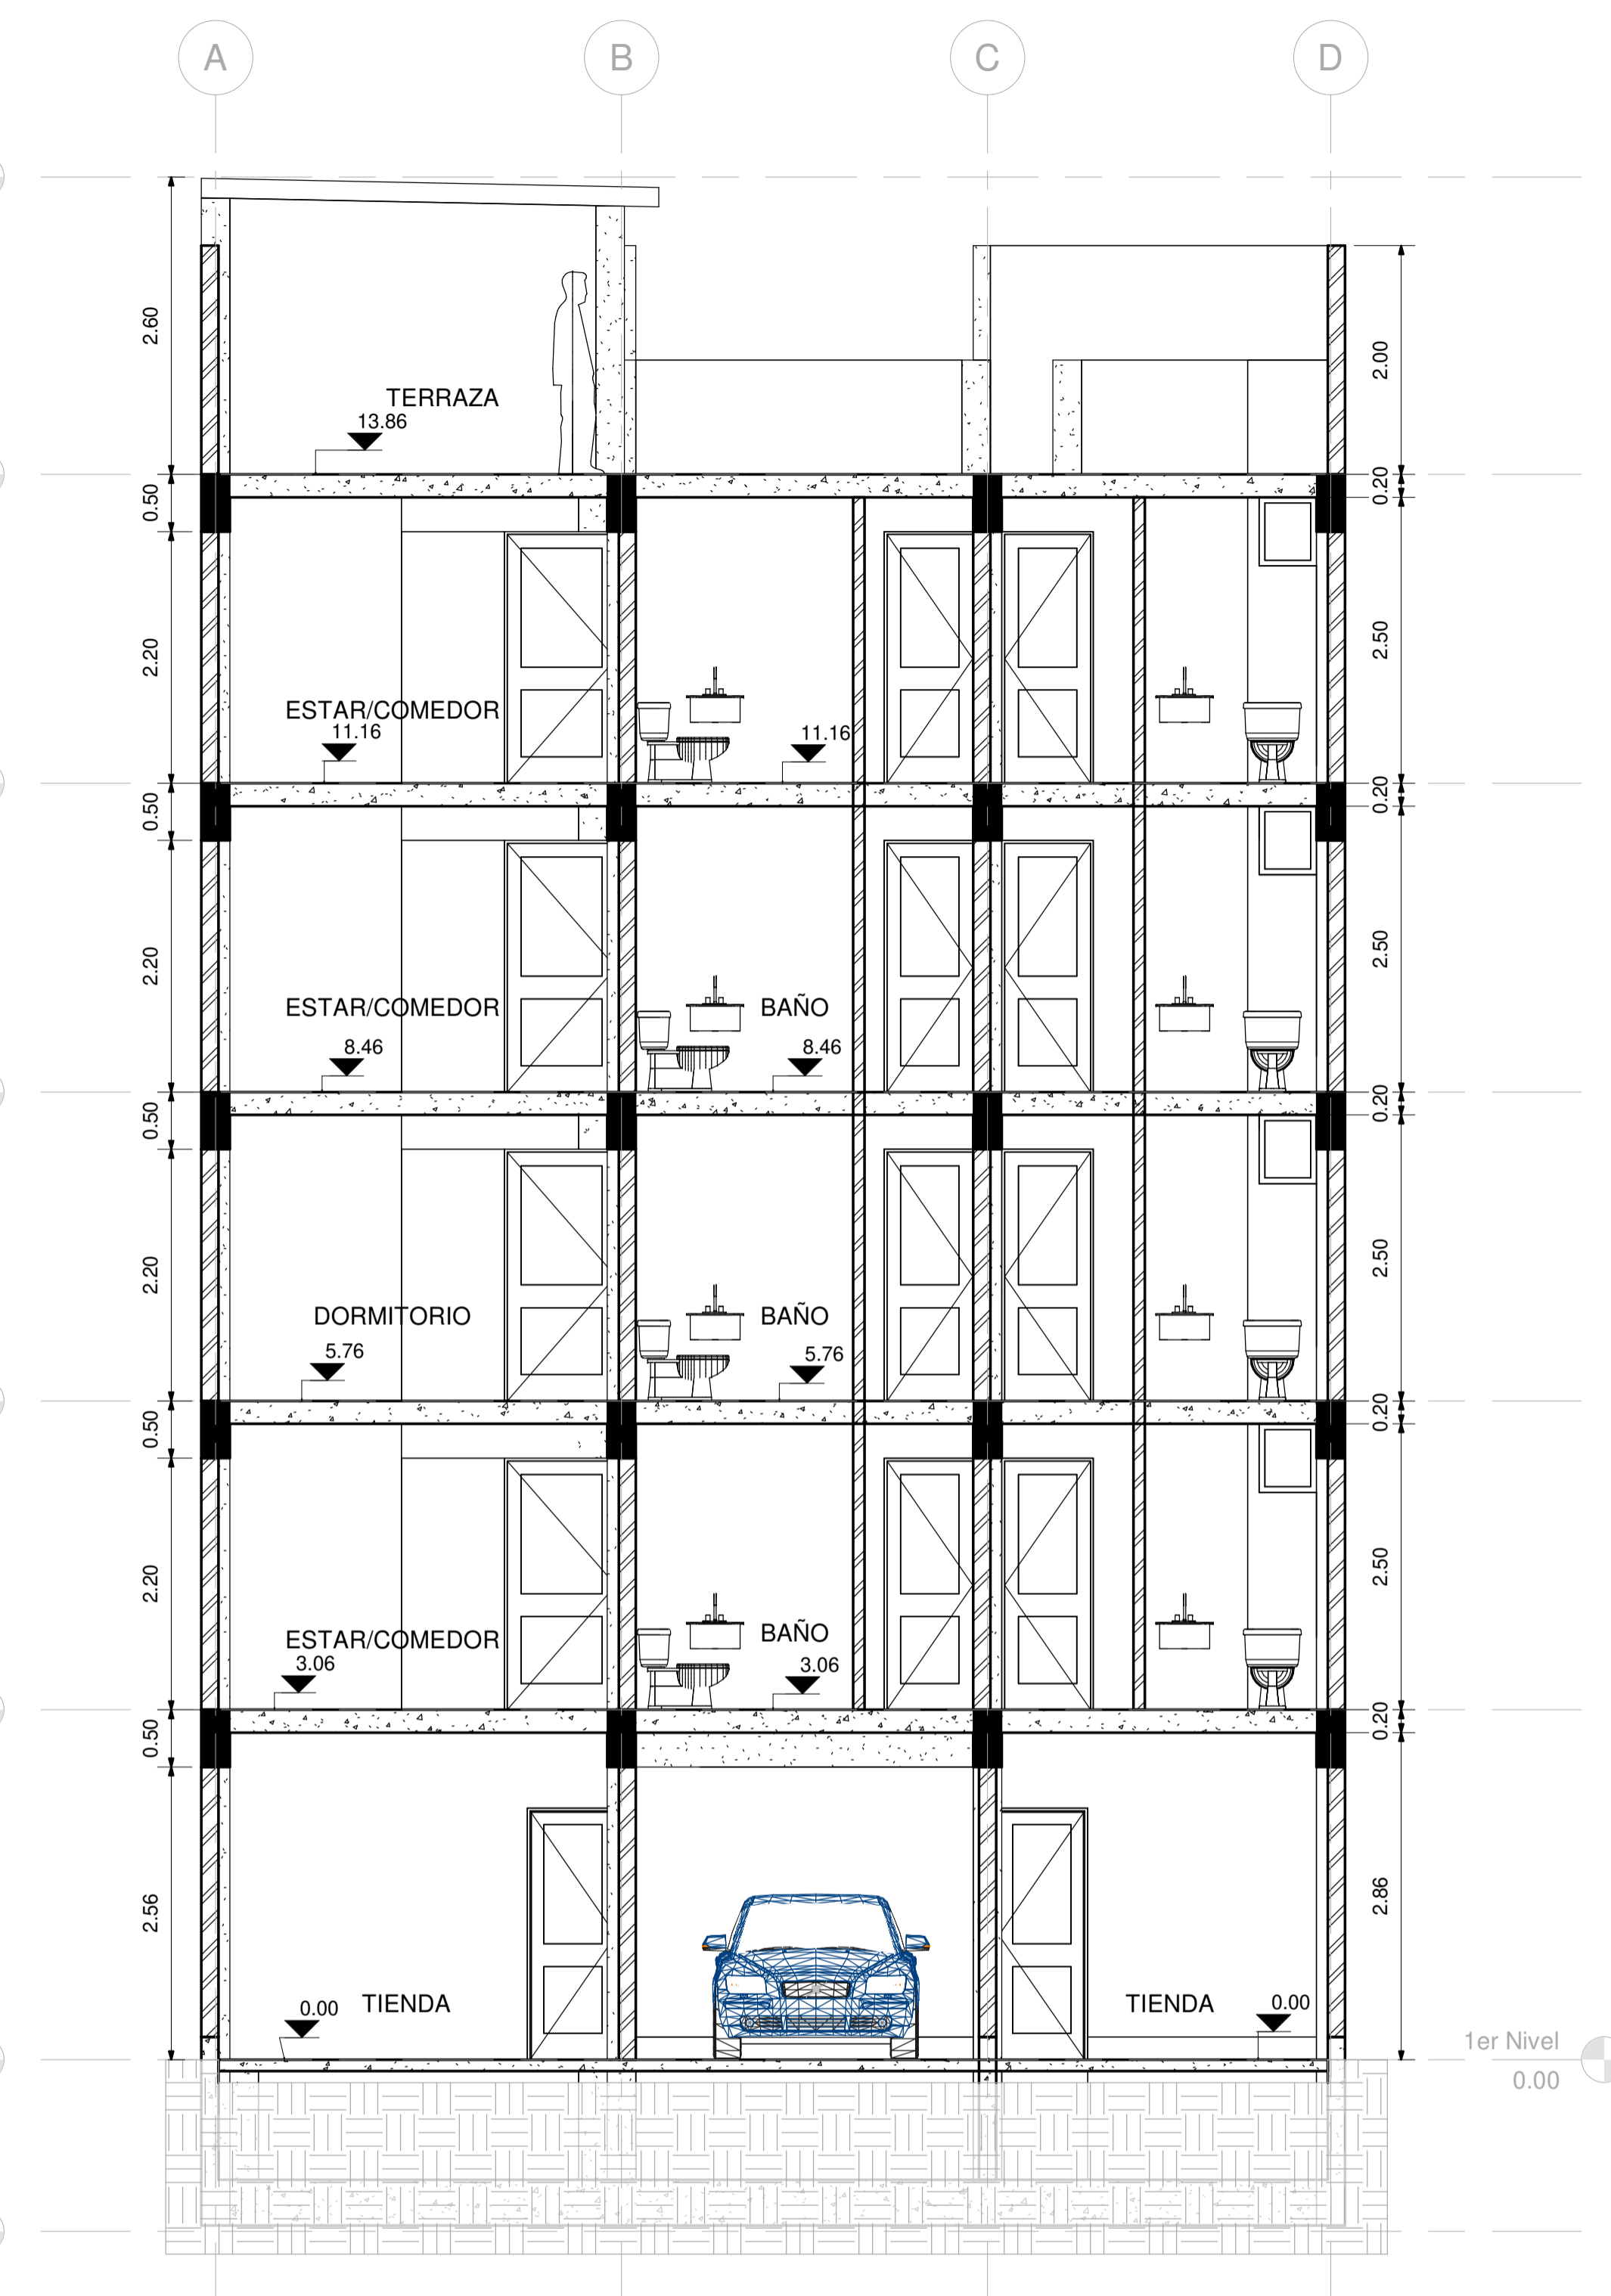 A B C D
2.60
TERRAZA
13.86
2.00
0.50
0.20
2.20
2.50
ESTAR/COMEDOR
11.16
11.16
0.50
0.20
2.20
2.50
ESTAR/COMEDOR
BAÑO
8.46
8.46
0.50
0.20
2.20
2.50
DORMITORIO
BAÑO
5.76
5.76
0.50
0.20
2.20
2.50
ESTAR/COMEDOR
BAÑO
3.06
3.06
0.50
0.20
2.56
2.86
TIENDA
0.00
TIENDA
0.00
1er Nivel
0.00